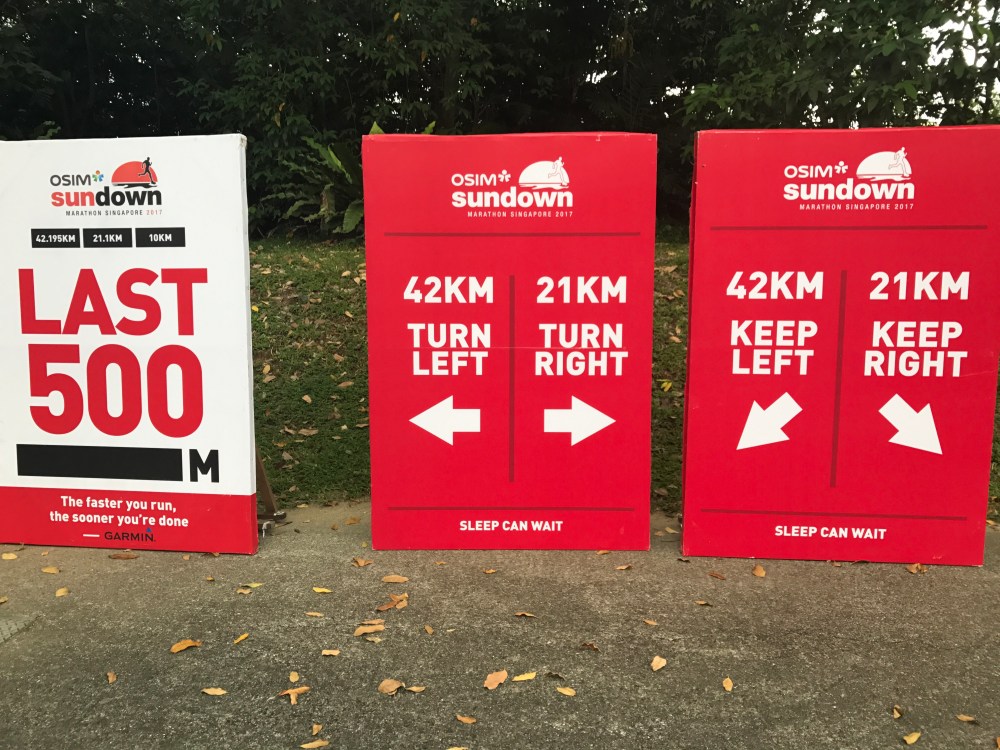 OSIM
sundown
MARATHON SINGAPORE 2017
42.195KM 21.1KM 10KM
LAST
500
M
The faster you run,
the sooner you're done
GARMIN.
OSIM
sundown
MARATHON SINGAPORE 2017
42KM
TURN
LEFT
21KM
TURN
RIGHT
SLEEP CAN WAIT
OSIM
sundown
MARATHON SINGAPORE 2017
42KM
KEEP
LEFT
21KM
KEEP
RIGHT
SLEEP CAN WAIT